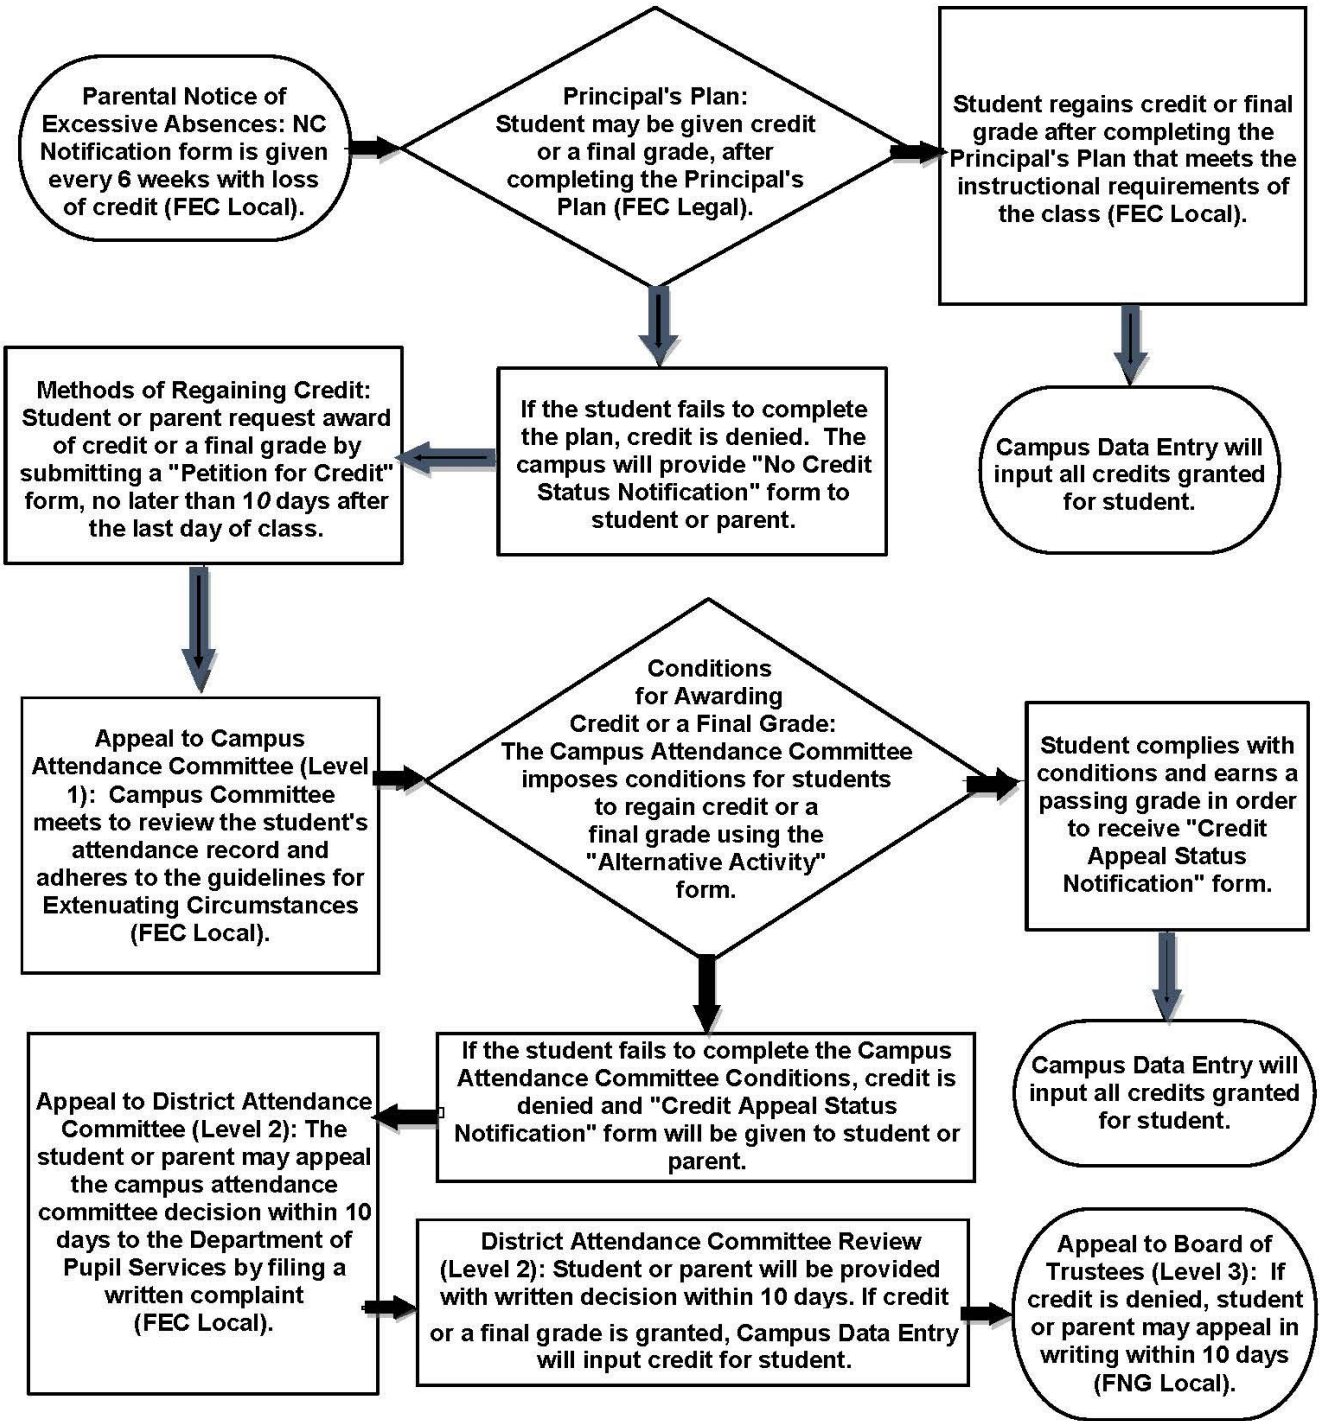 Parental Notice of
Excessive Absences: NC
Notification form is given
every 6 weeks with loss
of credit (FEC Local).
Principal's Plan:
Student may be given credit
or a final grade, after
completing the Principal's
Plan (FEC Legal).
Student regains credit or final
grade after completing the
Principal's Plan that meets the
instructional requirements of
the class (FEC Local).
Methods of Regaining Credit:
Student or parent request award
of credit or a final grade by
submitting a "Petition for Credit"
form, no later than 10 days after
the last day of class.
If the student fails to complete
the plan, credit is denied. The
campus will provide "No Credit
Status Notification" form to
student or parent.
Campus Data Entry will
input all credits granted
for student.
Appeal to Campus
Attendance Committee (Level
1): Campus Committee
meets to review the student's
attendance record and
adheres to the guidelines for
Extenuating Circumstances
(FEC Local).
Conditions
for Awarding
Credit or a Final Grade:
The Campus Attendance Committee
imposes conditions for students
to regain credit or a
final grade using the
"Alternative Activity"
form.
Student complies with
conditions and earns a
passing grade in order
to receive "Credit
Appeal Status
Notification" form.
Campus Data Entry will
input all credits granted
for student.
If the student fails to complete the Campus
Attendance Committee Conditions, credit is
denied and "Credit Appeal Status
Notification" form will be given to student or
parent.
Appeal to District Attendance
Committee (Level 2): The
student or parent may appeal
the campus attendance
committee decision within 10
days to the Department of
Pupil Services by filing a
written complaint
(FEC Local).
District Attendance Committee Review
(Level 2): Student or parent will be provided
with written decision within 10 days. If credit
or a final grade is granted, Campus Data Entry
will input credit for student.
Appeal to Board of
Trustees (Level 3): If
credit is denied, student
or parent may appeal in
writing within 10 days
(FNG Local).